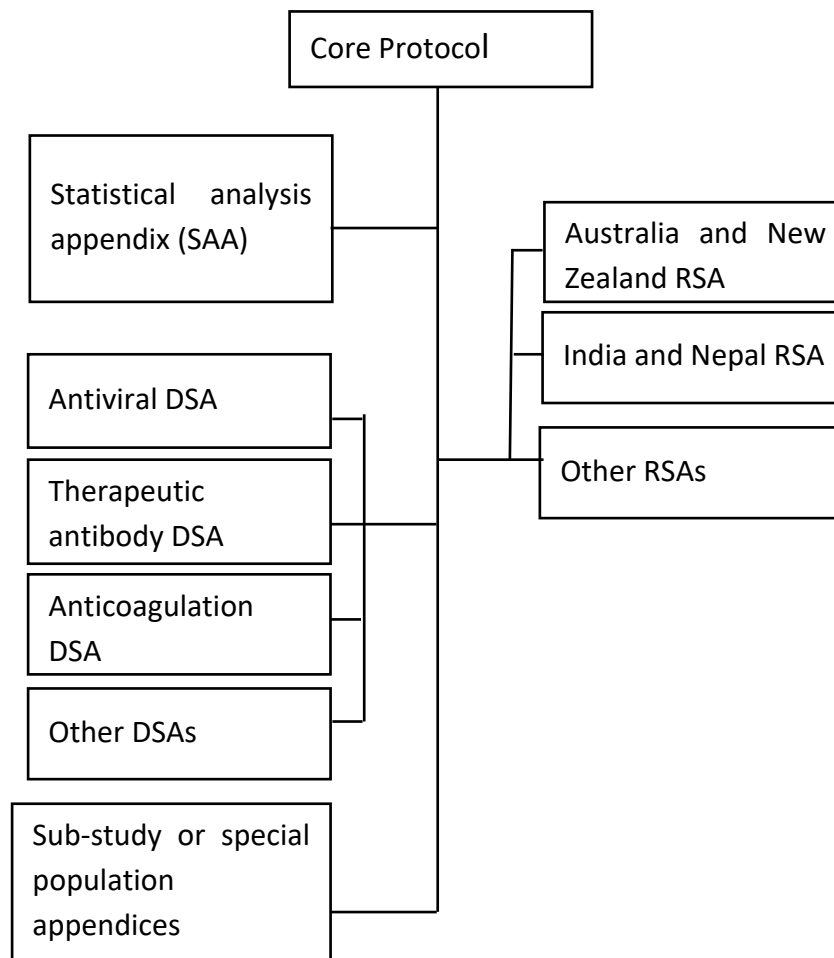 Core Protocol
Statistical analysis
appendix (SAA)
Australia and New
Zealand RSA
India and Nepal RSA
Other RSAs
Antiviral DSA
Therapeutic
antibody DSA
Anticoagulation
DSA
Other DSAs
Sub-study or special
population
appendices